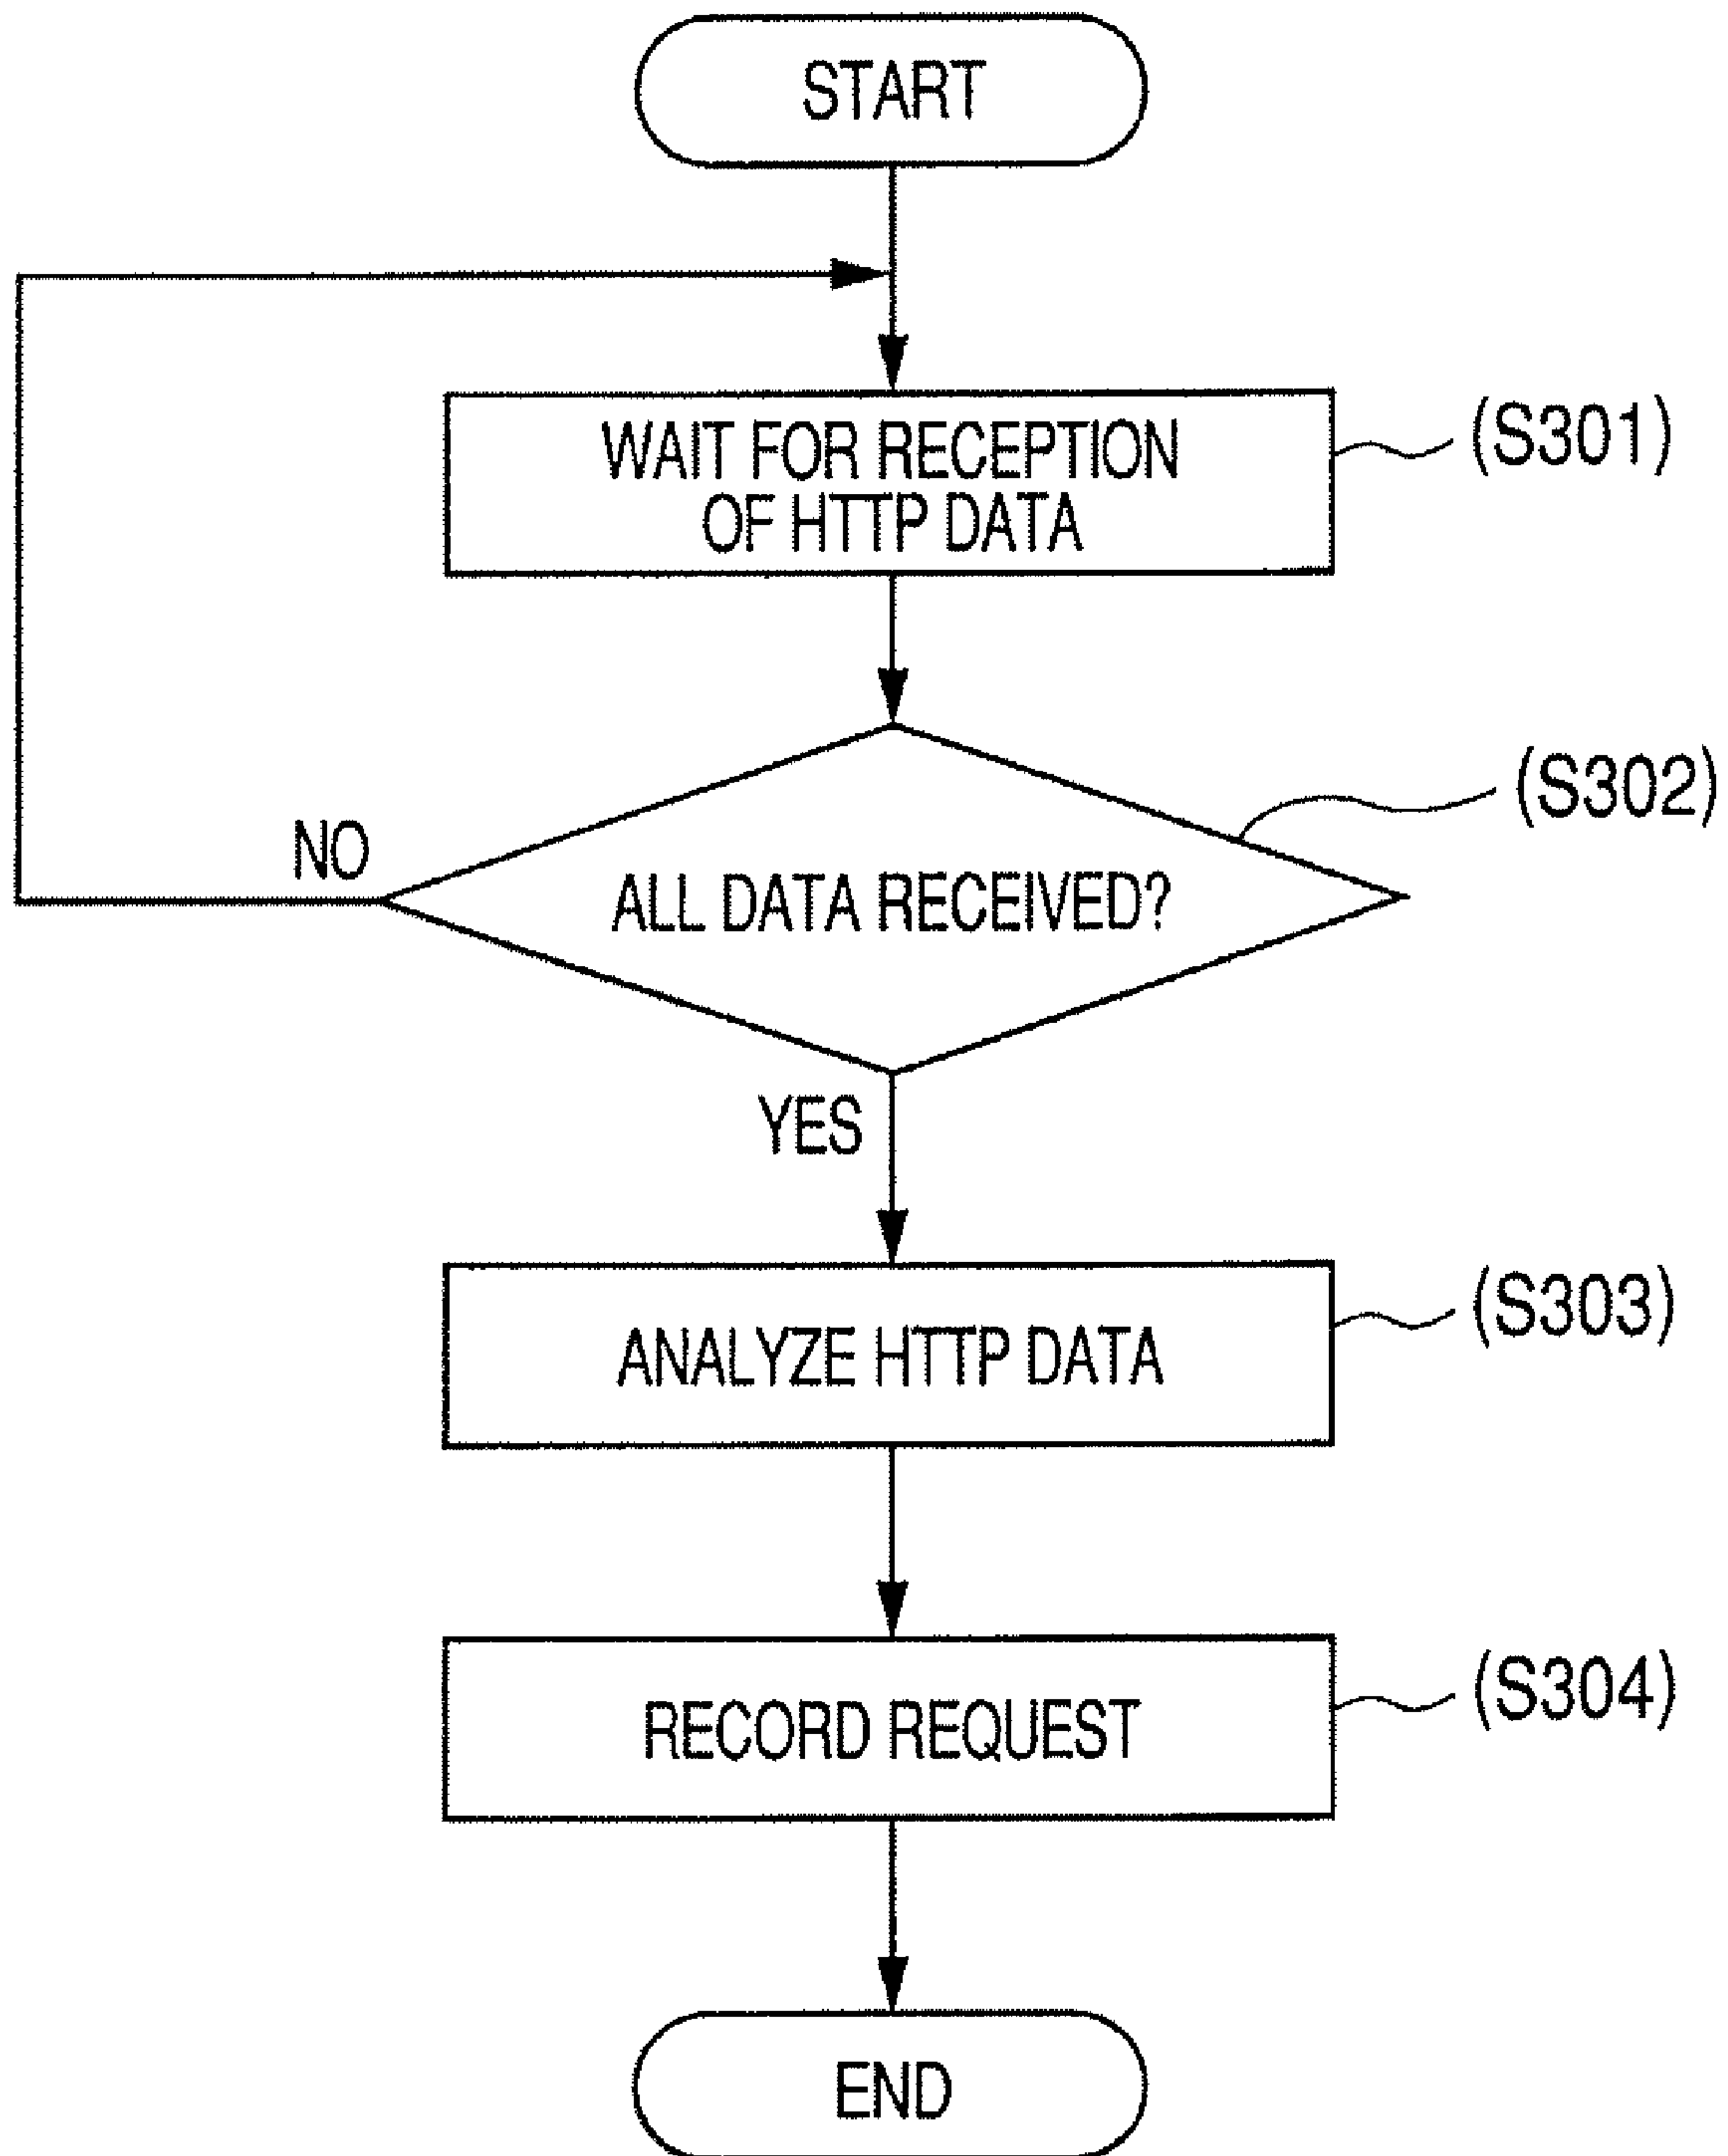 START
WAIT FOR RECEPTION
OF HTTP DATA
(S301)
(S302)
NO
ALL DATA RECEIVED?
YES
ANALYZE HTTP DATA
(S303)
RECORD REQUEST
(S304)
END